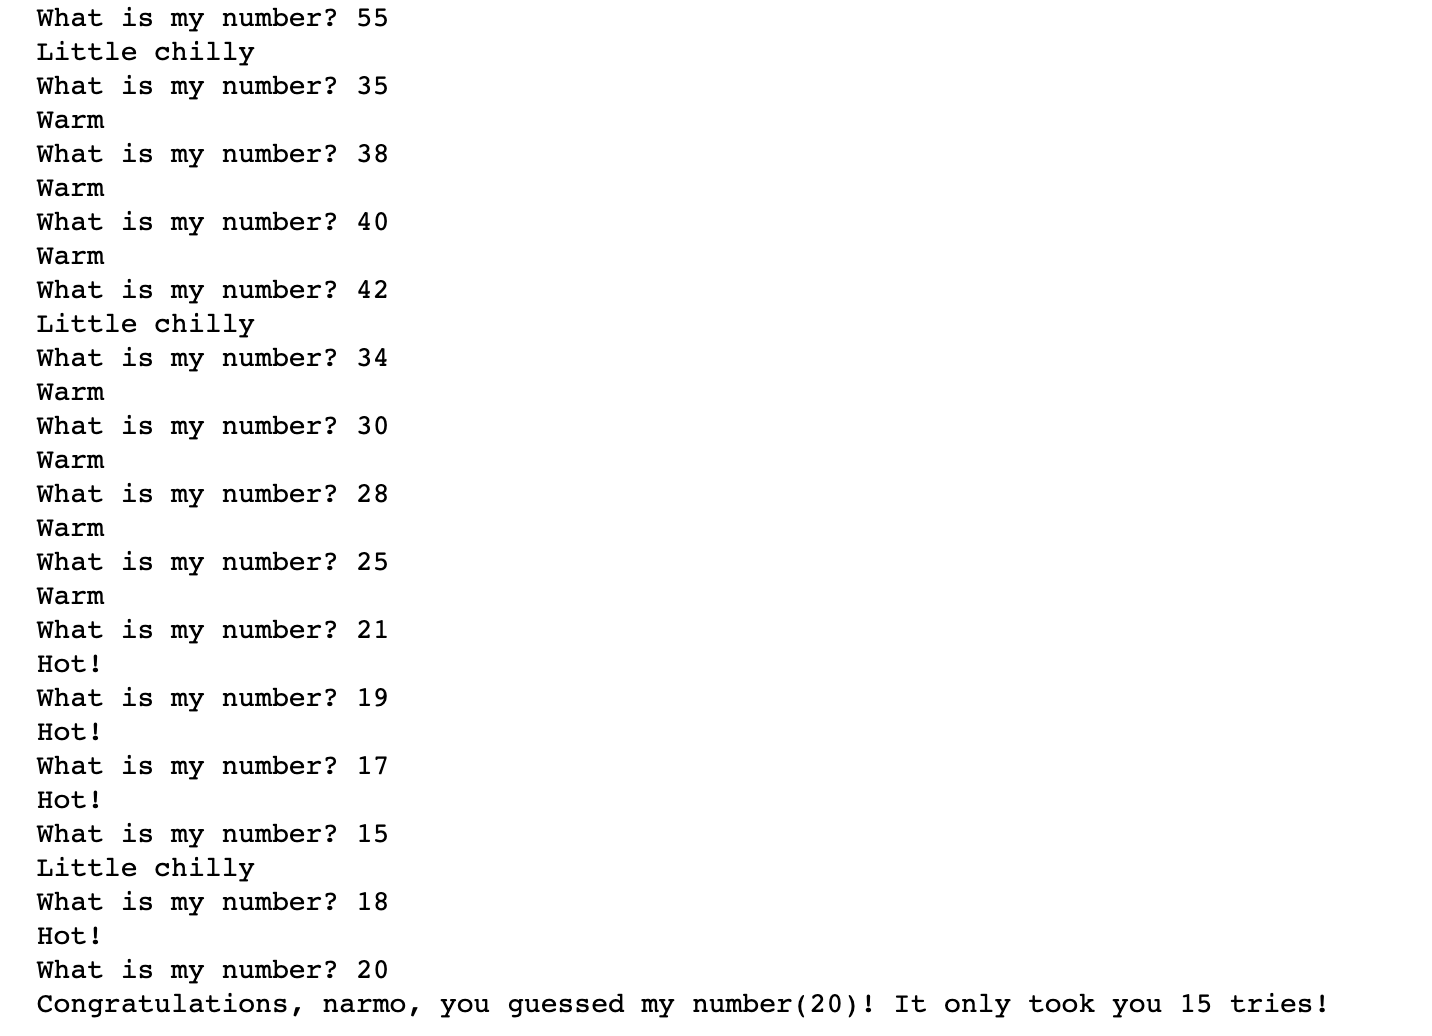 What is my number? 55
Little chilly
What is my number? 35
Warm
What is my number? 38
Warm
What is my number? 40
Warm
What is my number? 42
Little chilly
What is my number? 34
Warm
What is my number? 30
Warm
What is my number? 28
Warm
What is my number? 25
Warm
What is my number? 21
Hot!
What is my number? 19
Hot!
What is my number? 17
Hot!
What is my number? 15
Little chilly
What is my number? 18
Hot!
What is my number? 20
Congratulations, narmo, you guessed my number(20)! It only took you 15 tries!